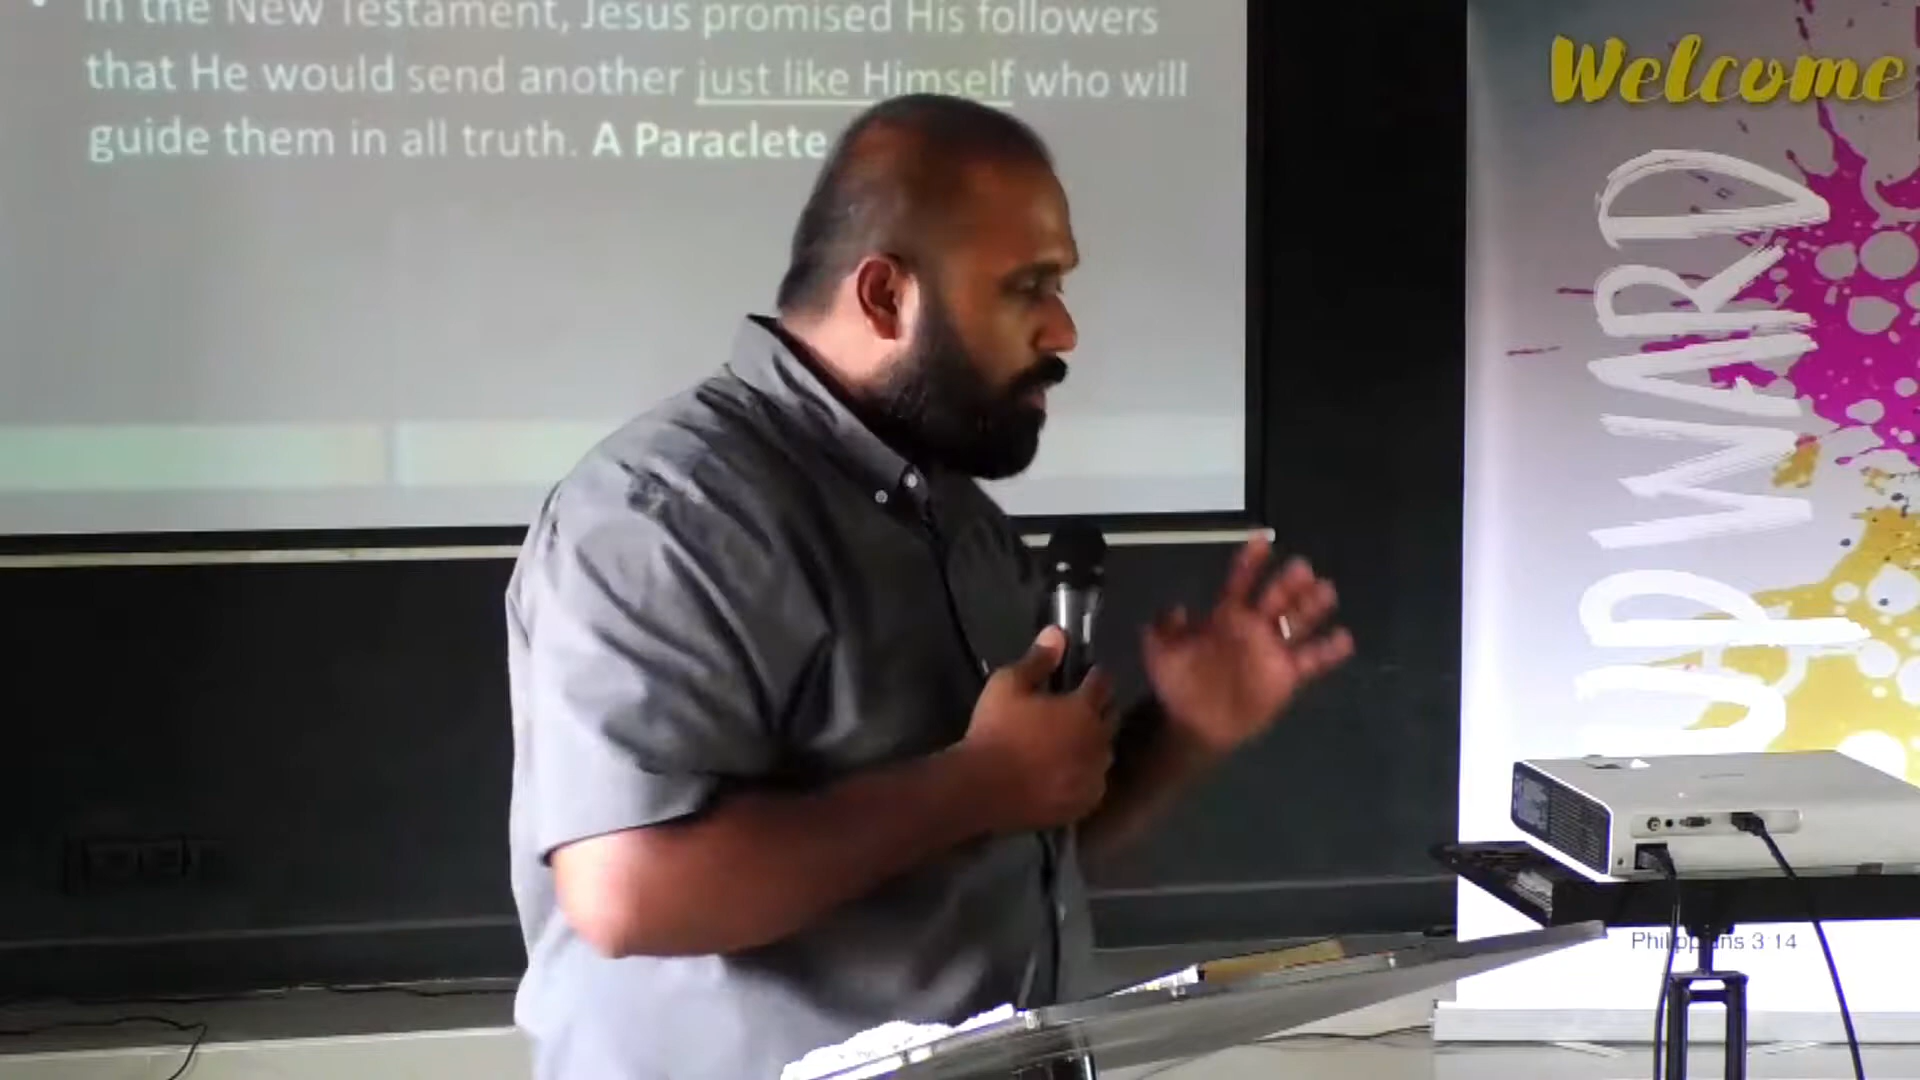 In the New Testament, Jesus promised His followers
that He would send another just like Himself who will
guide them in all truth. A Paraclete
Welcome
UPWARD
Philippians 3:14